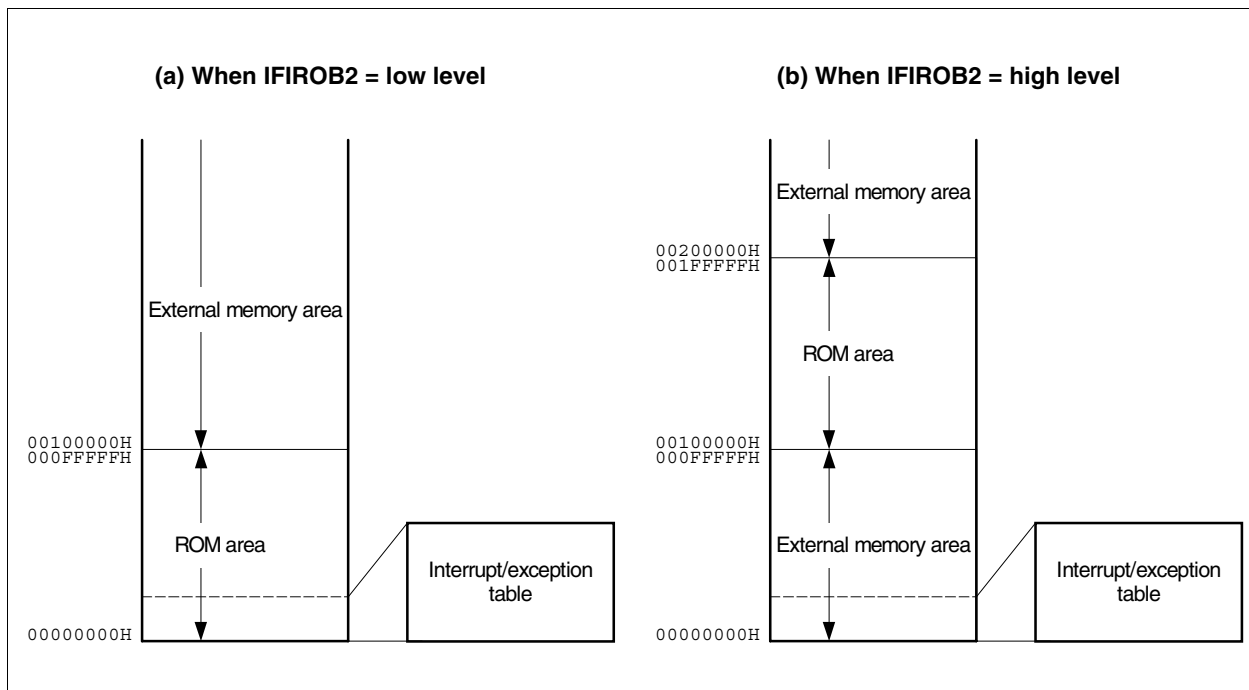 (a) When IFIROB2 = low level
External memory area
00100000H
000FFFFFH
ROM area
Interrupt/exception
table
00000000H
(b) When IFIROB2 = high level
External memory area
00200000H
001FFFFFH
ROM area
00100000H
000FFFFFH
External memory area
Interrupt/exception
table
00000000H